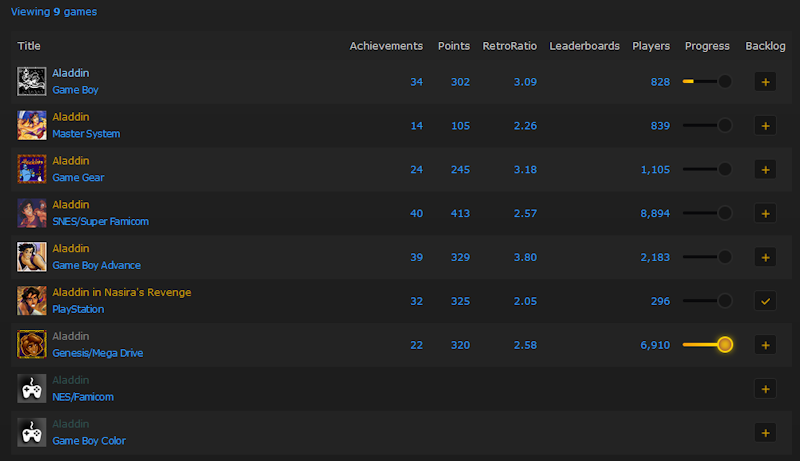 Viewing 9 games
Title Achievements Points RetroRatio Leaderboards Players Progress Backlog
Aladdin
Game Boy
34 302 3.09 828
Aladdin
Master System
14 105 2.26 839
Aladdin
Game Gear
24 245 3.18 1,105
Aladdin
SNES/Super Famicom
40 413 2.57 8,894
Aladdin
Game Boy Advance
39 329 3.80 2,183
Aladdin in Nasira's Revenge
PlayStation
32 325 2.05 296
Aladdin
Genesis/Mega Drive
22 320 2.58 6,910
Aladdin
NES/Famicom
Aladdin
Game Boy Color